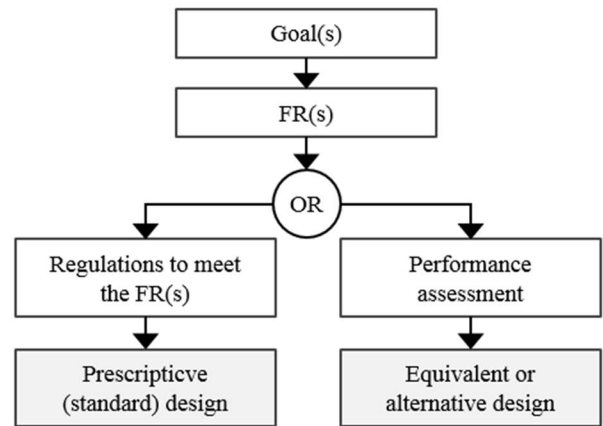 Goal(s)
FR(s)
OR
Regulations to meet
the FR(s)
Performance
assessment
Prescripticve
(standard) design
Equivalent or
alternative design